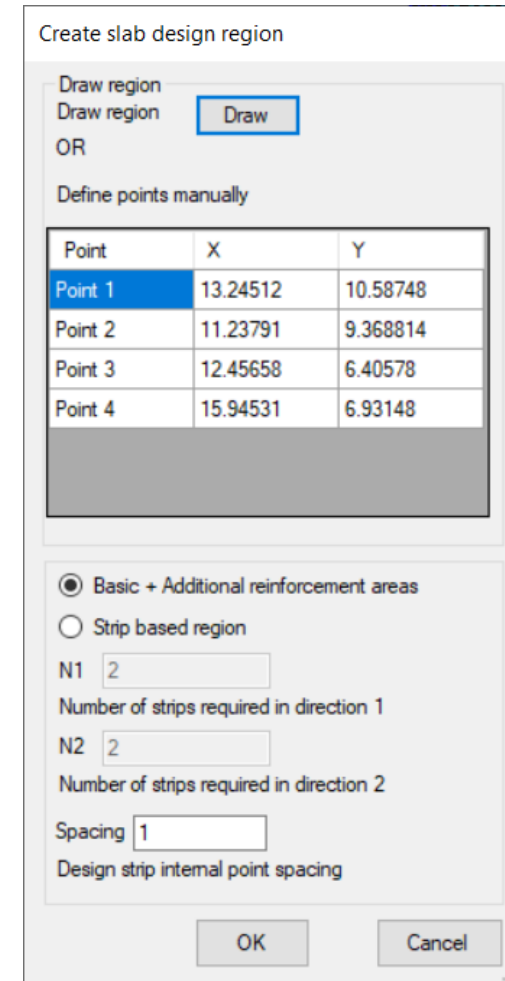 Create slab design region
Draw region
Draw region Draw
OR
Define points manually
Point X Y
Point 1 13.24512 10.58748
Point 2 11.23791 9.368814
Point 3 12.45658 6.40578
Point 4 15.94531 6.93148
Basic + Additional reinforcement areas
Strip based region
N1 2
Number of strips required in direction 1
N2 2
Number of strips required in direction 2
Spacing 1
Design strip internal point spacing
OK Cancel